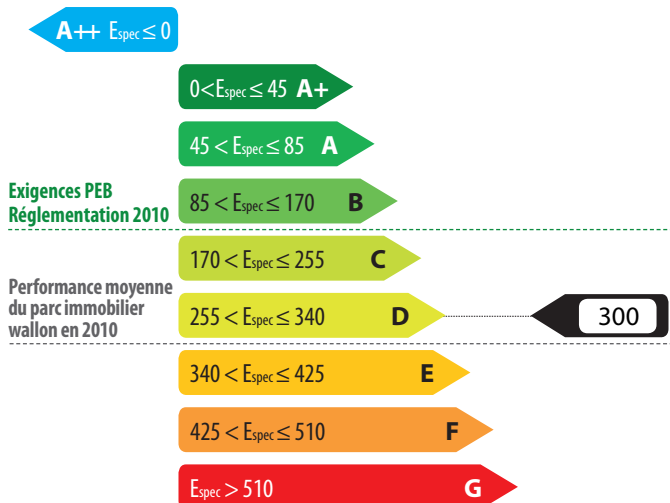 A++ Espec ≤ 0
0 < Espec ≤ 45 A+
45 < Espec ≤ 85 A
Exigences PEB
Réglementation 2010
85 < Espec ≤ 170 B
170 < Espec ≤ 255 C
Performance moyenne
du parc immobilier
wallon en 2010
255 < Espec ≤ 340 D
300
340 < Espec ≤ 425 E
425 < Espec ≤ 510 F
Espec > 510 G